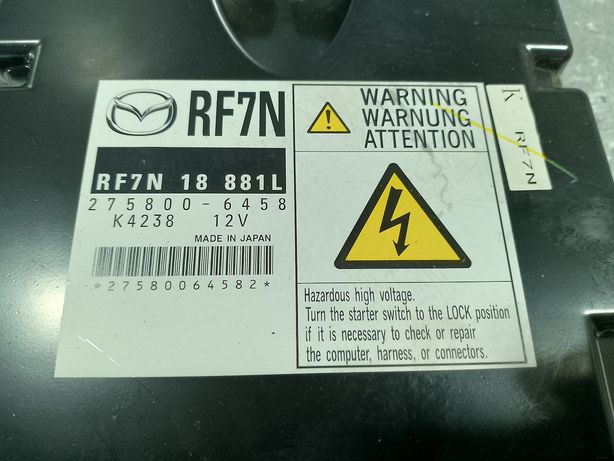 RF7N
RF7N 18 881L
275800-6458
K4238 12V
MADE IN JAPAN
*27580064582*
WARNING
WARNUNG
ATTENTION
Hazardous high voltage.
Turn the starter switch to the LOCK position
if it is necessary to check or repair
the computer, harness, or connectors.
K RF7N